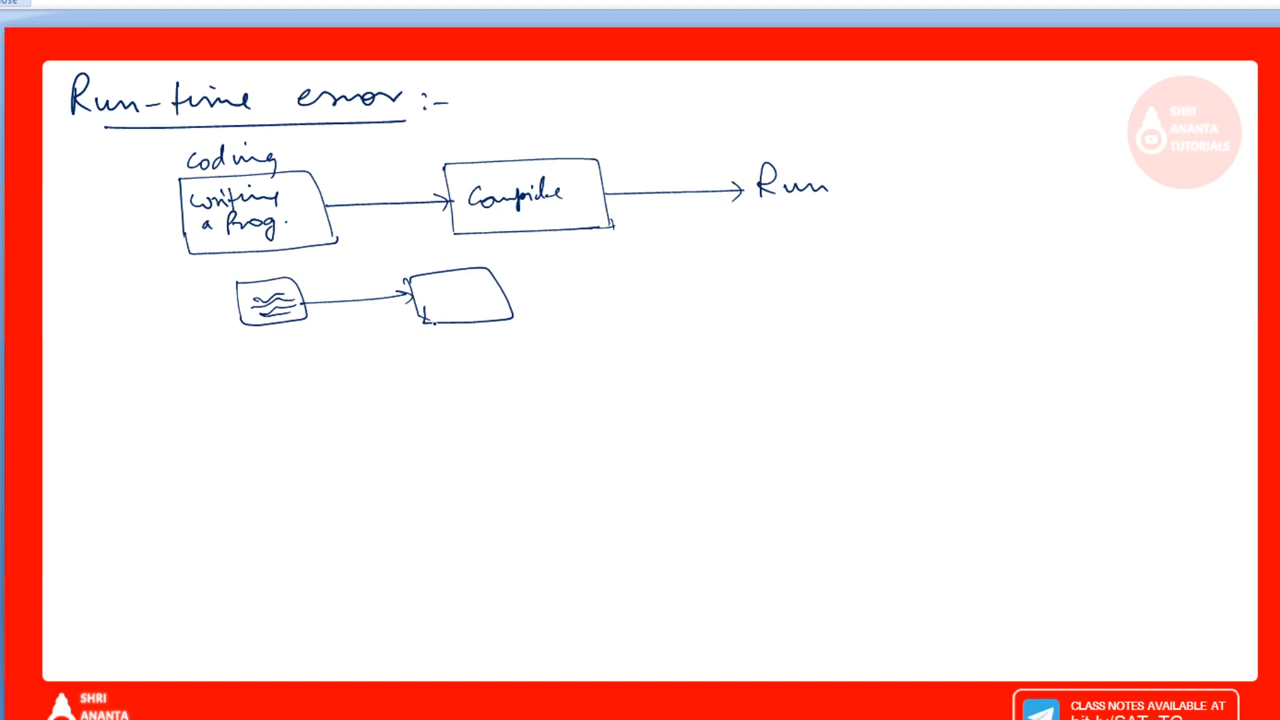 Run-time error :-
coding
writing
a Prog.
Compile
Run
SHRI
ANANTA
TUTORIALS
SHRI
ANANTA
CLASS NOTES AVAILABLE AT